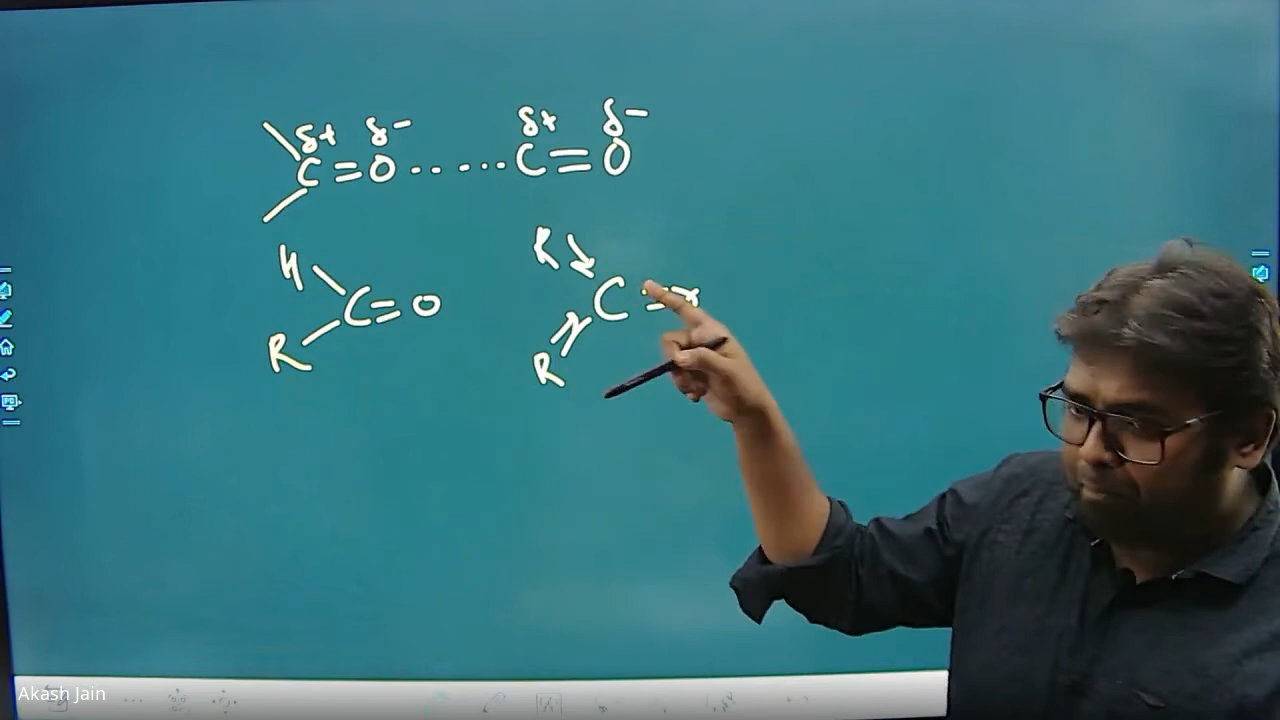 δ+ δ- δ+ δ-
C=O......C=O
H R
C=O C=
R R
Akash Jain